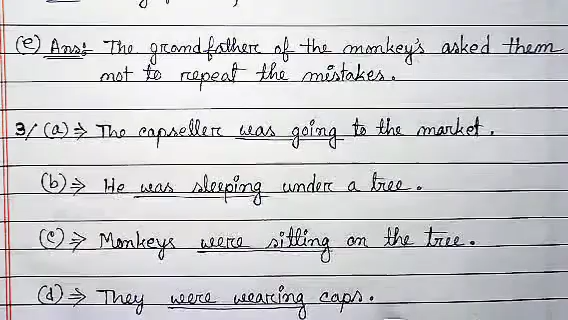 (e) Ans: The grandfather of the monkey's asked them
not to repeat the mistakes.
3/ (a) ⇒ The capseller was going to the market.
(b) ⇒ He was sleeping under a tree.
(c) ⇒ Monkeys were sitting on the tree.
(d) ⇒ They were wearing caps.